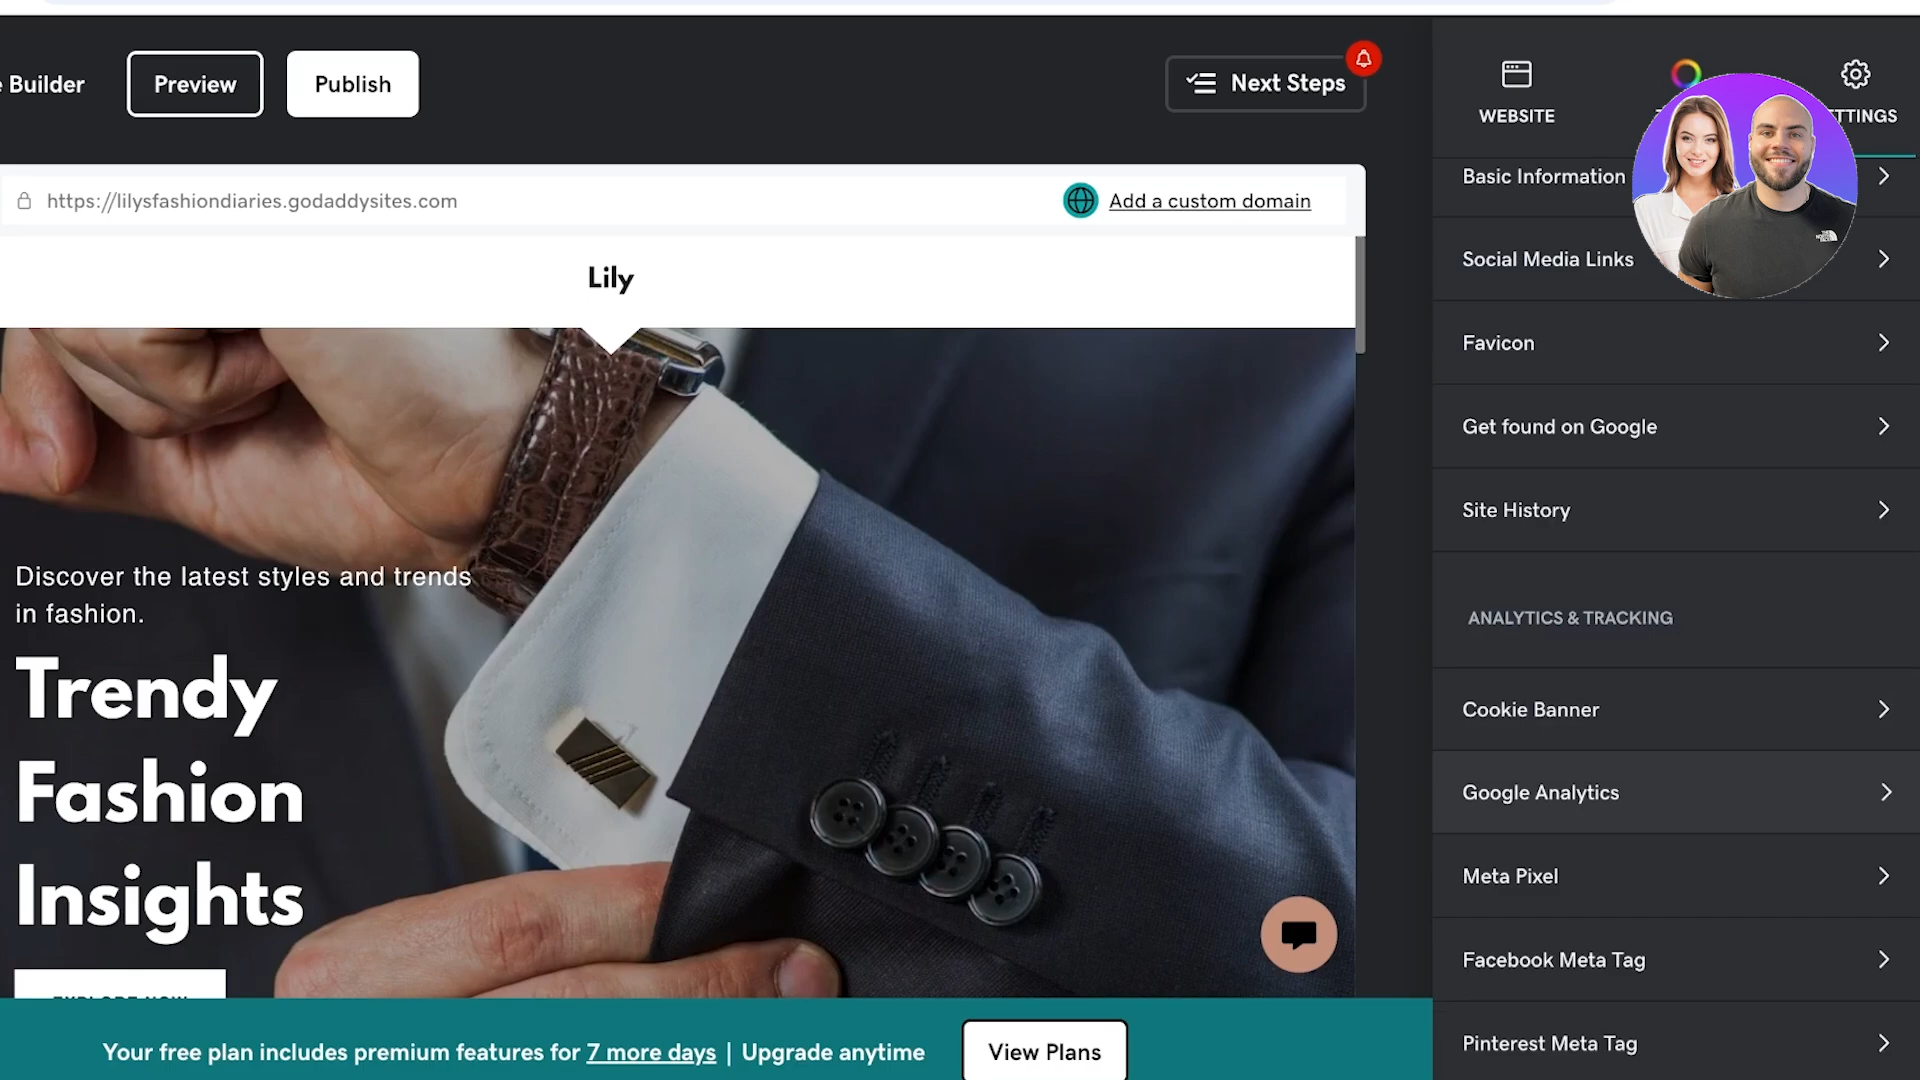 Builder
Preview
Publish
Next Steps
WEBSITE
TTINGS
https://lilysfashiondiaries.godaddysites.com
Add a custom domain
Lily
Discover the latest styles and trends
in fashion.
Trendy
Fashion
Insights
Your free plan includes premium features for 7 more days | Upgrade anytime
View Plans
Basic Information
Social Media Links
Favicon
Get found on Google
Site History
ANALYTICS & TRACKING
Cookie Banner
Google Analytics
Meta Pixel
Facebook Meta Tag
Pinterest Meta Tag